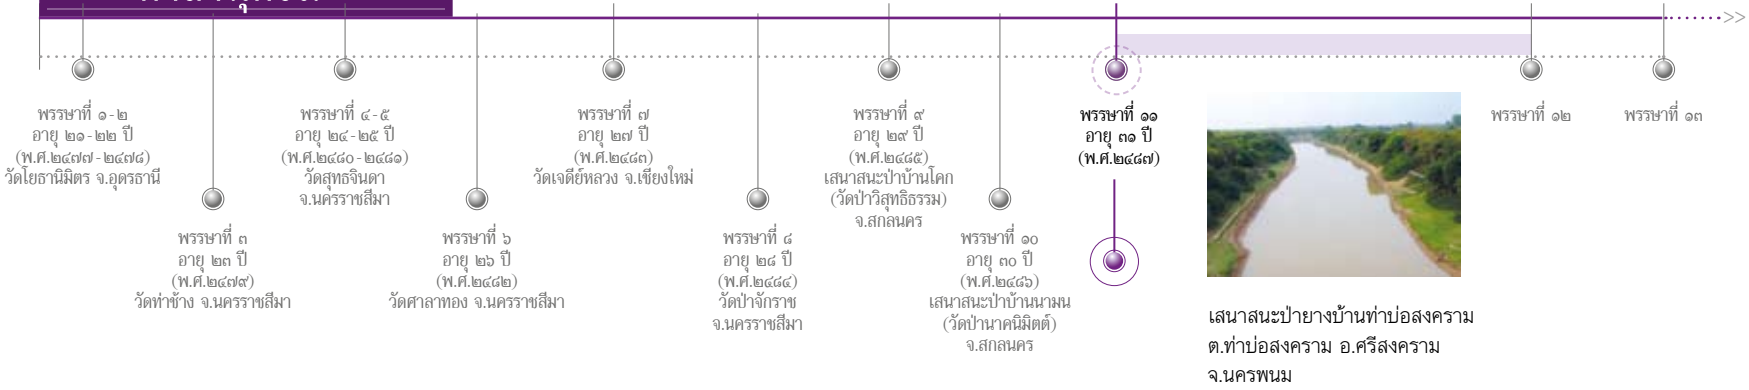 พรรษาที่ ๑-๒
อายุ ๒๑-๒๒ ปี
(พ.ศ.๒๔๗๗-๒๔๗๘)
วัดโยธานิมิตร จ.อุดรธานี
พรรษาที่ ๓
อายุ ๒๓ ปี
(พ.ศ.๒๔๗๙)
วัดท่าช้าง จ.นครราชสีมา
พรรษาที่ ๔-๕
อายุ ๒๔-๒๕ ปี
(พ.ศ.๒๔๘๐-๒๔๘๑)
วัดสุทธจินดา
จ.นครราชสีมา
พรรษาที่ ๖
อายุ ๒๖ ปี
(พ.ศ.๒๔๘๒)
วัดศาลาทอง จ.นครราชสีมา
พรรษาที่ ๗
อายุ ๒๗ ปี
(พ.ศ.๒๔๘๓)
วัดเจดีย์หลวง จ.เชียงใหม่
พรรษาที่ ๘
อายุ ๒๘ ปี
(พ.ศ.๒๔๘๔)
วัดป่าจักราช
จ.นครราชสีมา
พรรษาที่ ๙
อายุ ๒๙ ปี
(พ.ศ.๒๔๘๕)
เสนาสนะป่าบ้านโคก
(วัดป่าวิสุทธิธรรม)
จ.สกลนคร
พรรษาที่ ๑๐
อายุ ๓๐ ปี
(พ.ศ.๒๔๘๖)
เสนาสนะป่าบ้านนามน
(วัดป่านาคนิมิตต์)
จ.สกลนคร
พรรษาที่ ๑๑
อายุ ๓๑ ปี
(พ.ศ.๒๔๘๗)
เสนาสนะป่ายางบ้านท่าบ่อสงคราม
ต.ท่าบ่อสงคราม อ.ศรีสงคราม
จ.นครพนม
พรรษาที่ ๑๒
พรรษาที่ ๑๓
>>